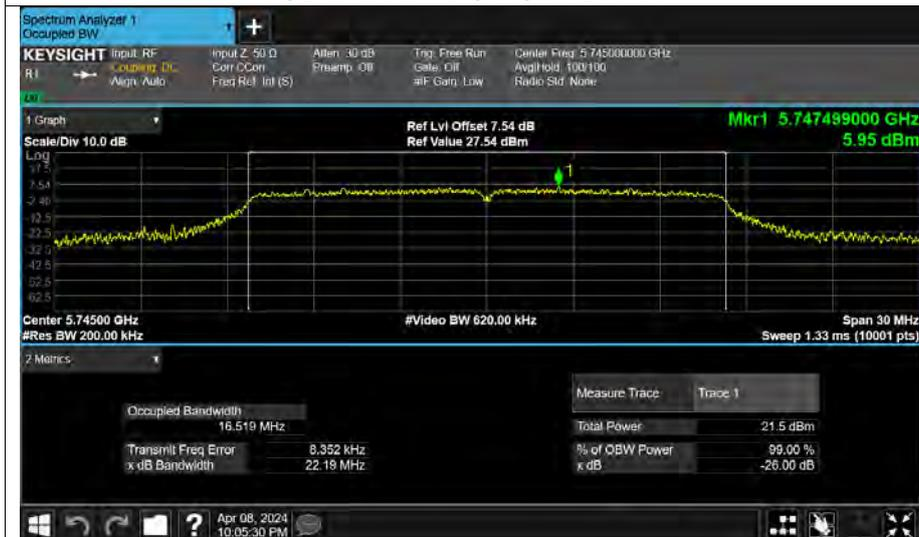 Spectrum Analyzer 1
Occupied BW
+
KEYSIGHT Input: RF Input Z: 50 Ω Atten: 30 dB Trig: Free Run Center Freq: 5.745000000 GHz
Coupling: DC Corr CCorr Preamp: Off Gate: Off Avg|Hold: 100/100
Align: Auto Freq Ref: Int (S) #IF Gain: Low Radio Std: None
1 Graph
Ref Lvl Offset 7.54 dB
Mkr1 5.747499000 GHz
Scale/Div 10.0 dB Ref Value 27.54 dBm 5.95 dBm
Log
17.5
7.54
-2.46
-12.5
-22.5
-32.5
-42.5
-52.5
-62.5
1
Center 5.74500 GHz #Video BW 620.00 kHz Span 30 MHz
#Res BW 200.00 kHz Sweep 1.33 ms (10001 pts)
2 Metrics
Measure Trace Trace 1
Occupied Bandwidth
16.519 MHz Total Power 21.5 dBm
Transmit Freq Error 8.352 kHz % of OBW Power 99.00 %
x dB Bandwidth 22.19 MHz x dB -26.00 dB
?
Apr 08, 2024
10:05:30 PM